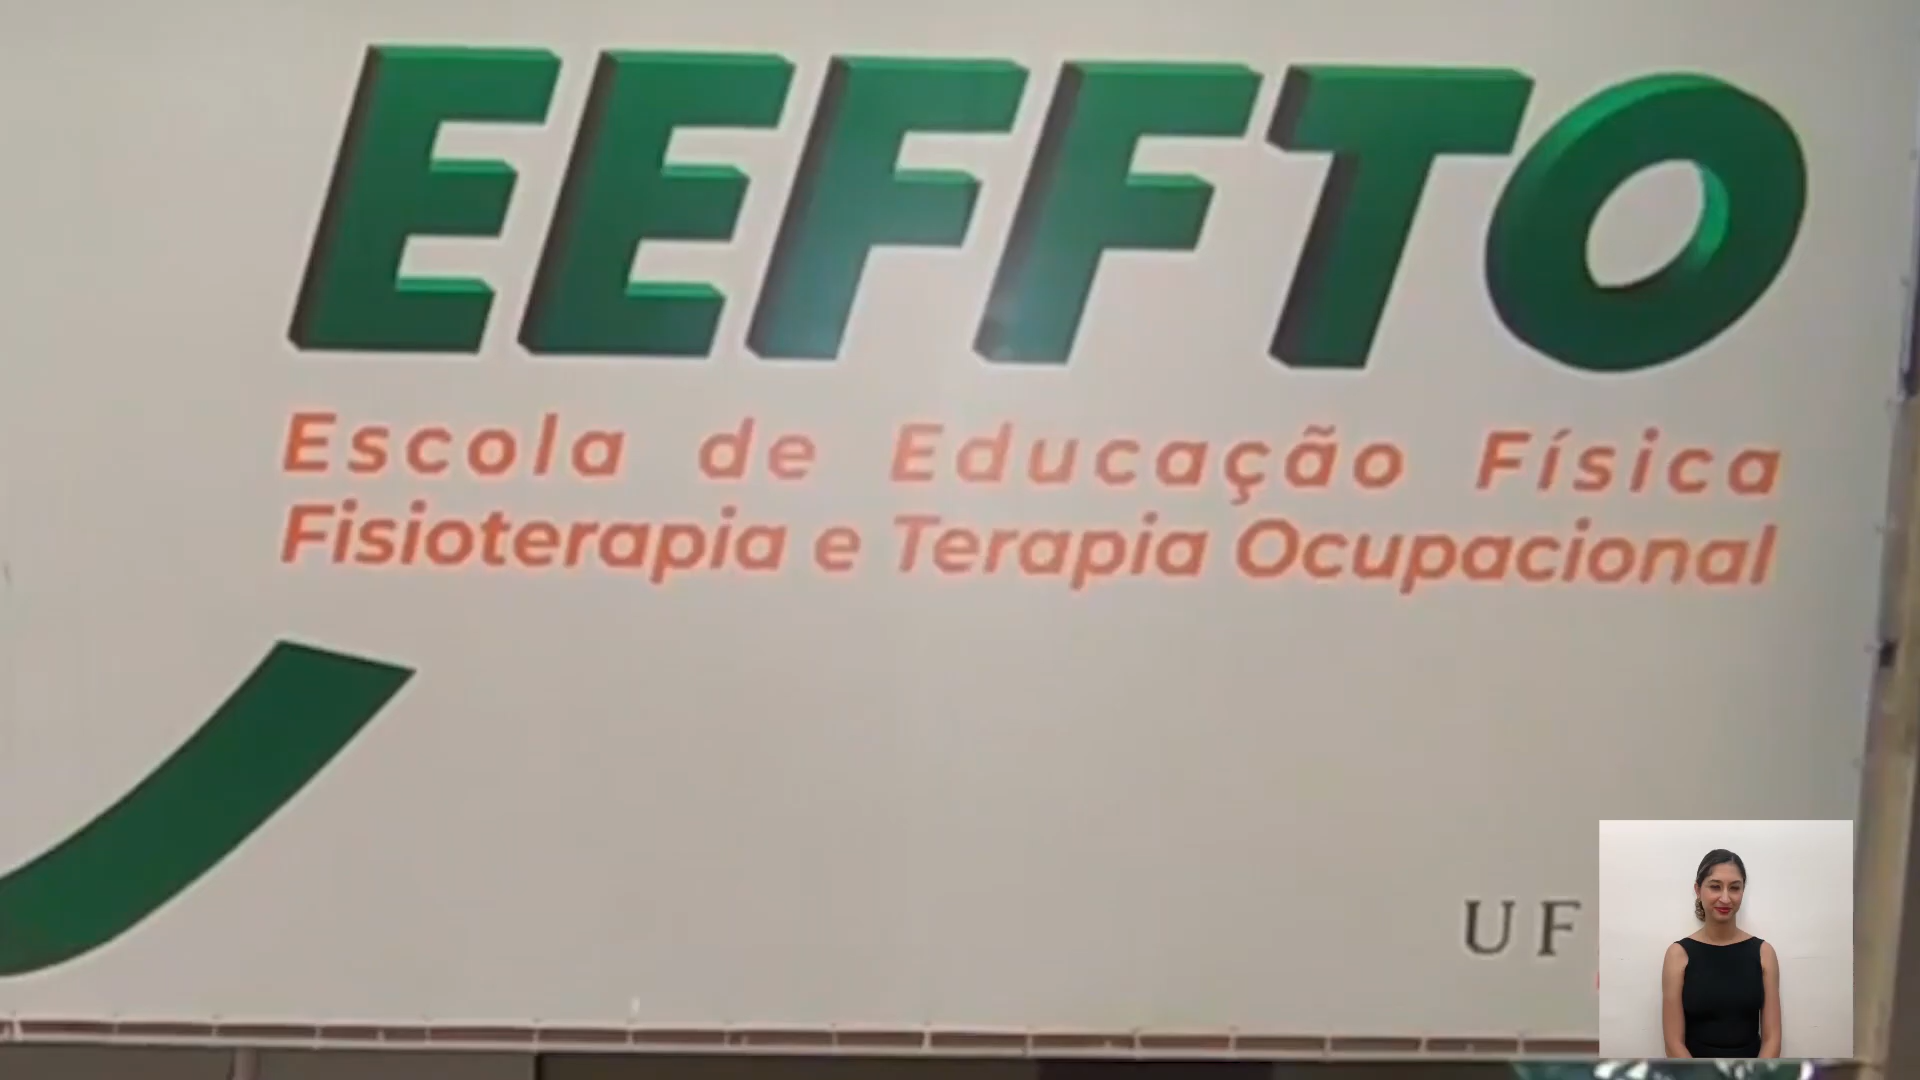 EEFFTO
Escola de Educação Física
Fisioterapia e Terapia Ocupacional
UF